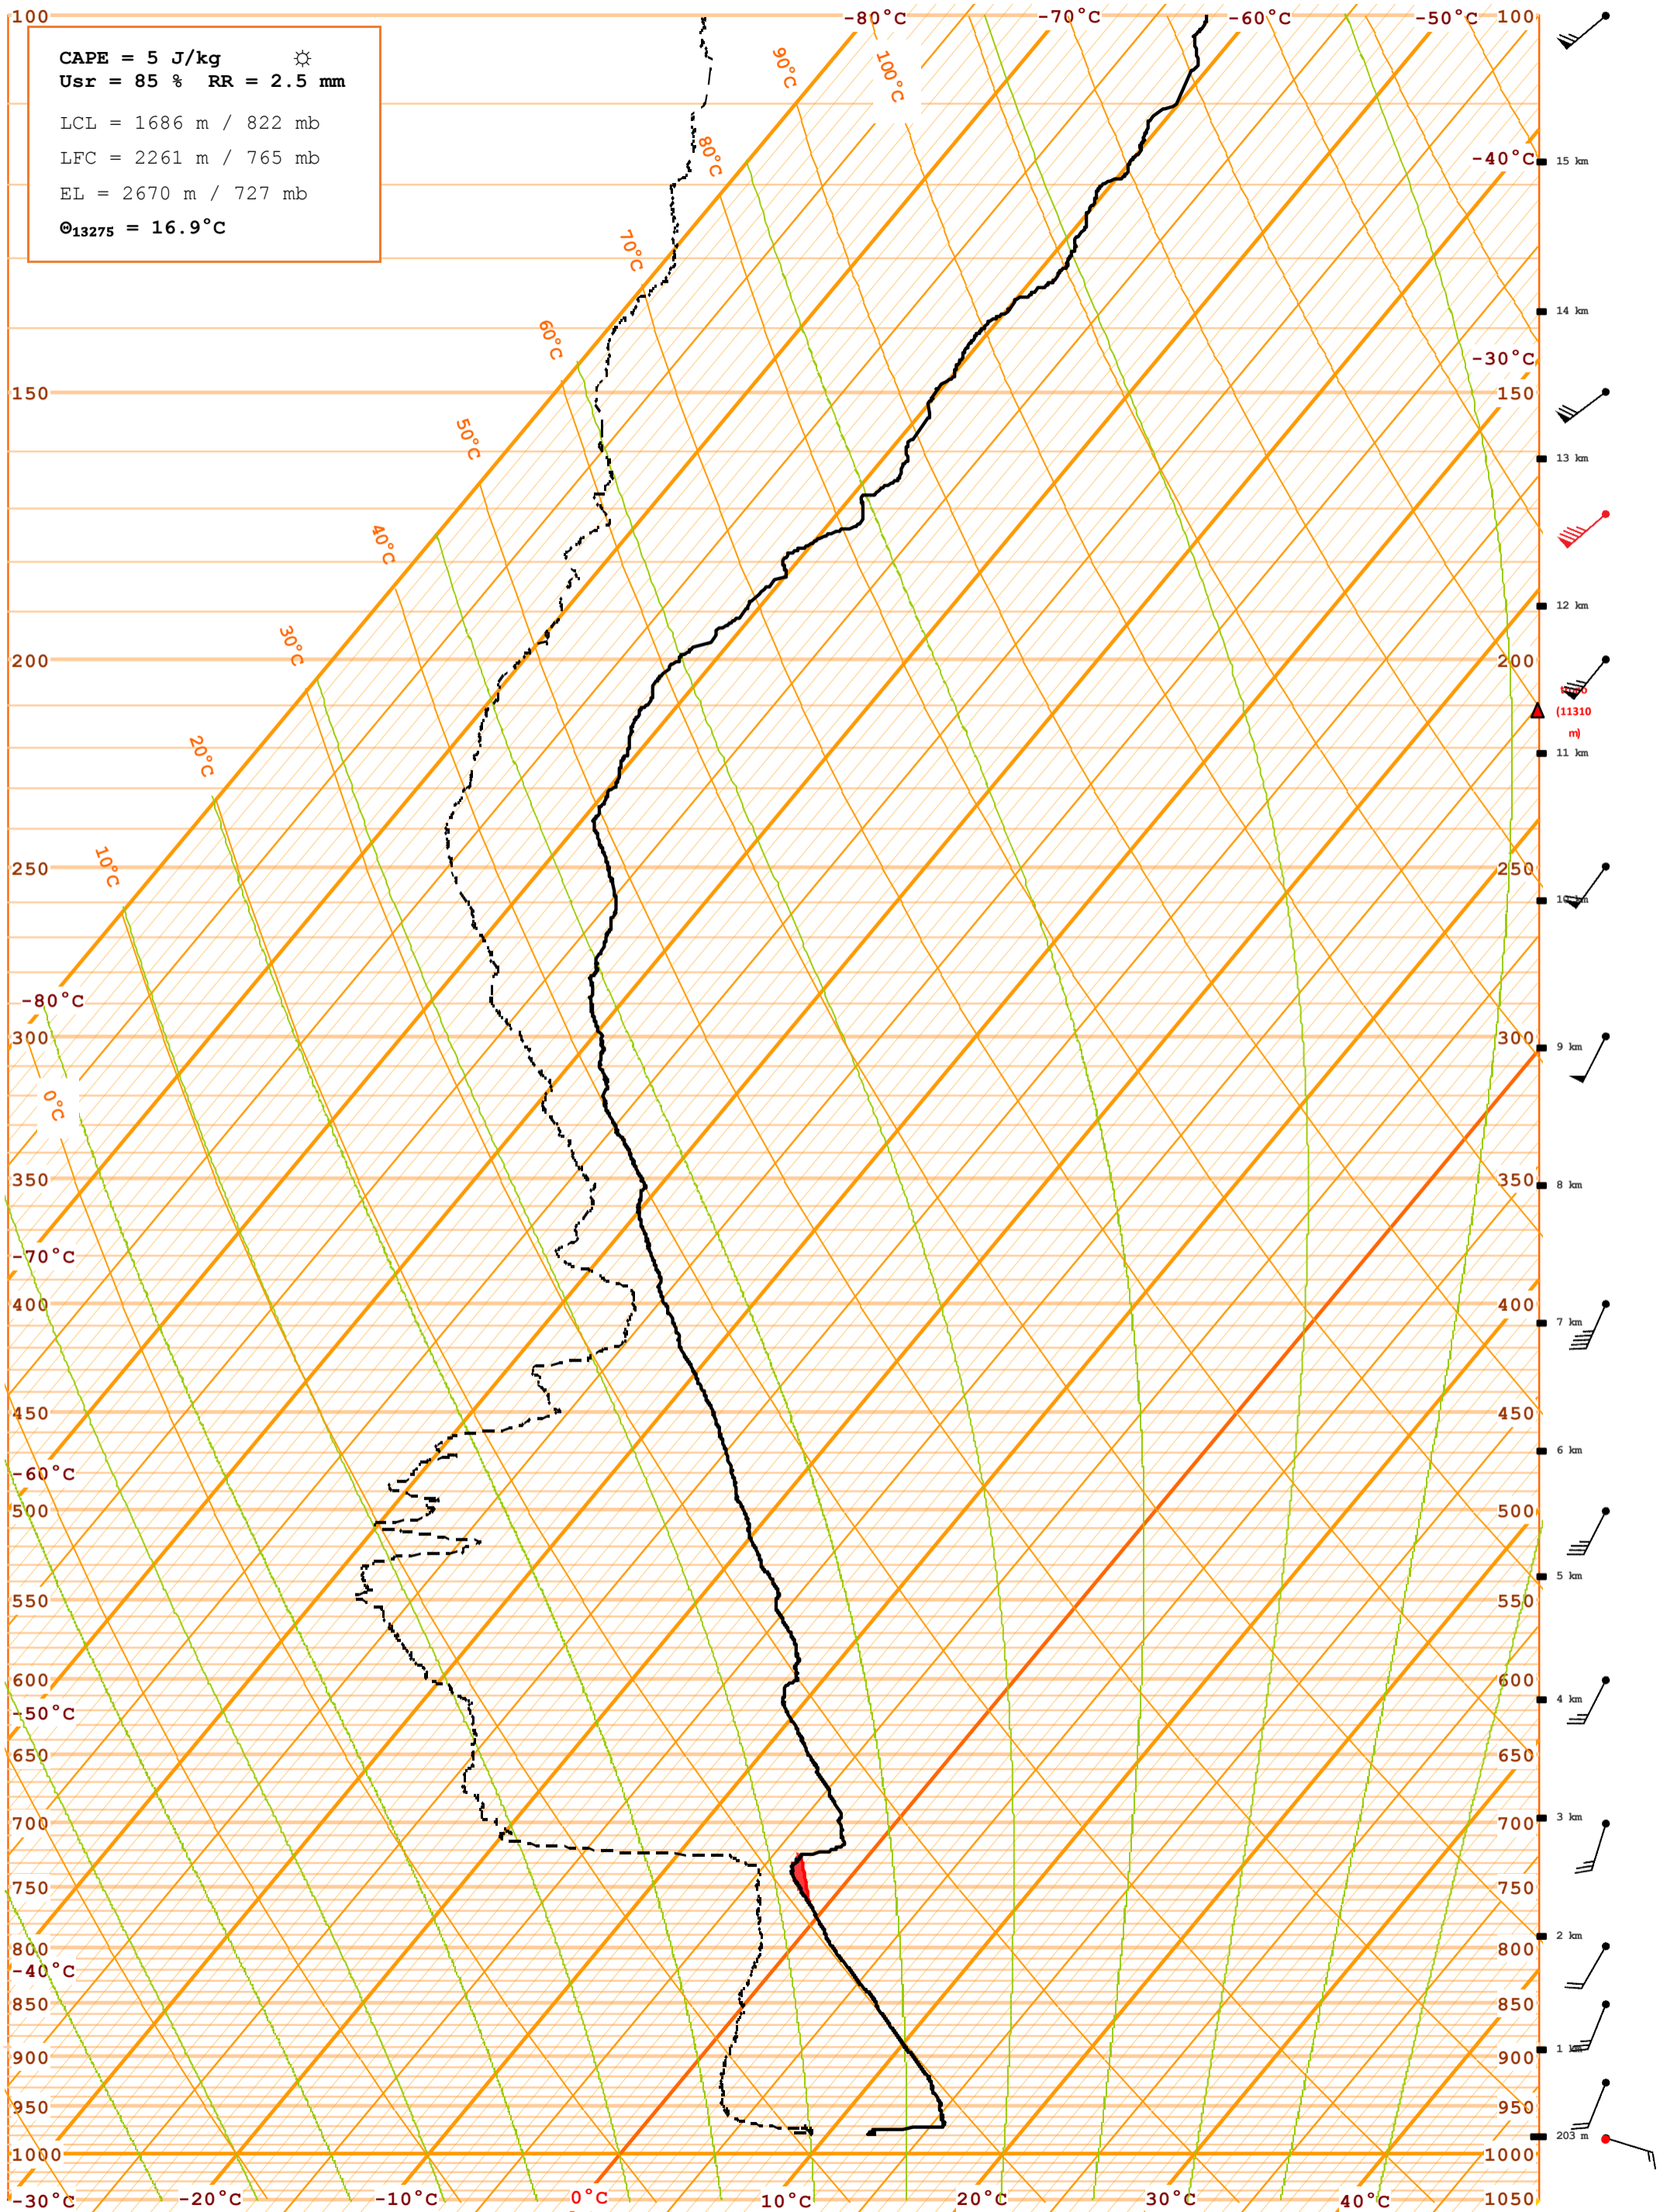 100 -80°C -70°C -60°C -50°C 100
CAPE = 5 J/kg ☼
Usr = 85 % RR = 2.5 mm
LCL = 1686 m / 822 mb
LFC = 2261 m / 765 mb
EL = 2670 m / 727 mb
Θ13275 = 16.9°C
90°C 100°C
80°C
-40°C 15 km
70°C
14 km
60°C
-30°C
150 150
50°C
13 km
40°C
12 km
30°C
200 200
(11310
m)
20°C
11 km
10°C
250 250
10 km
-80°C
300 300
9 km
0°C
350 350
8 km
-70°C
400 400
7 km
450 450
6 km
-60°C
500 500
5 km
550 550
600 600
4 km
-50°C
650 650
3 km
700 700
750 750
2 km
800 800
-40°C
850 850
1 km
900 900
950 950
203 m
1000 1000
-30°C -20°C -10°C 0°C 10°C 20°C 30°C 40°C 1050